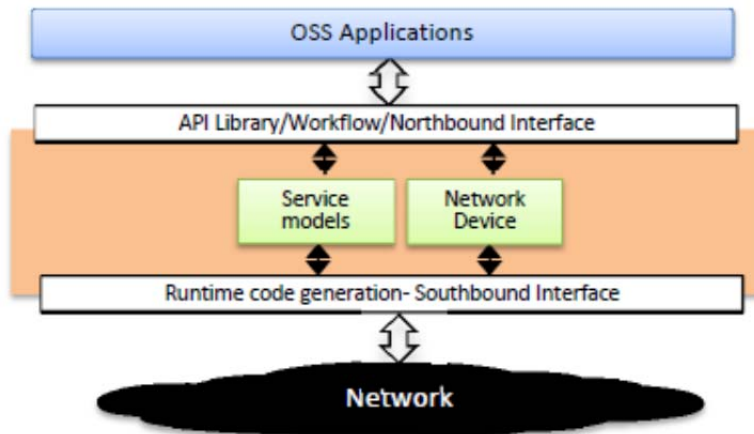 OSS Applications
API Library/Workflow/Northbound Interface
Service
models
Network
Device
Runtime code generation- Southbound Interface
Network